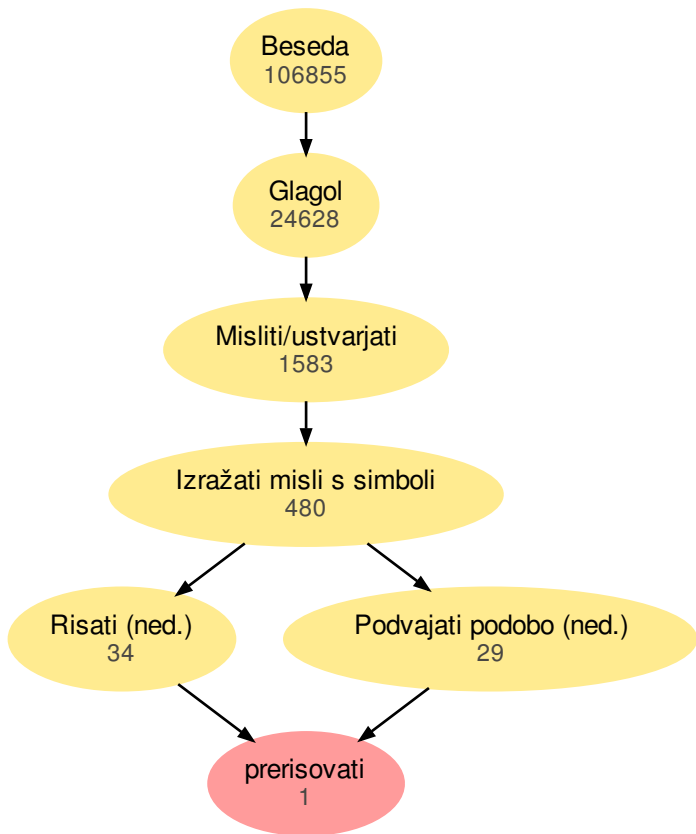 Beseda
106855
Glagol
24628
Misliti/ustvarjati
1583
Izražati misli s simboli
480
Risati (ned.)
34
Podvajati podobo (ned.)
29
prerisovati
1